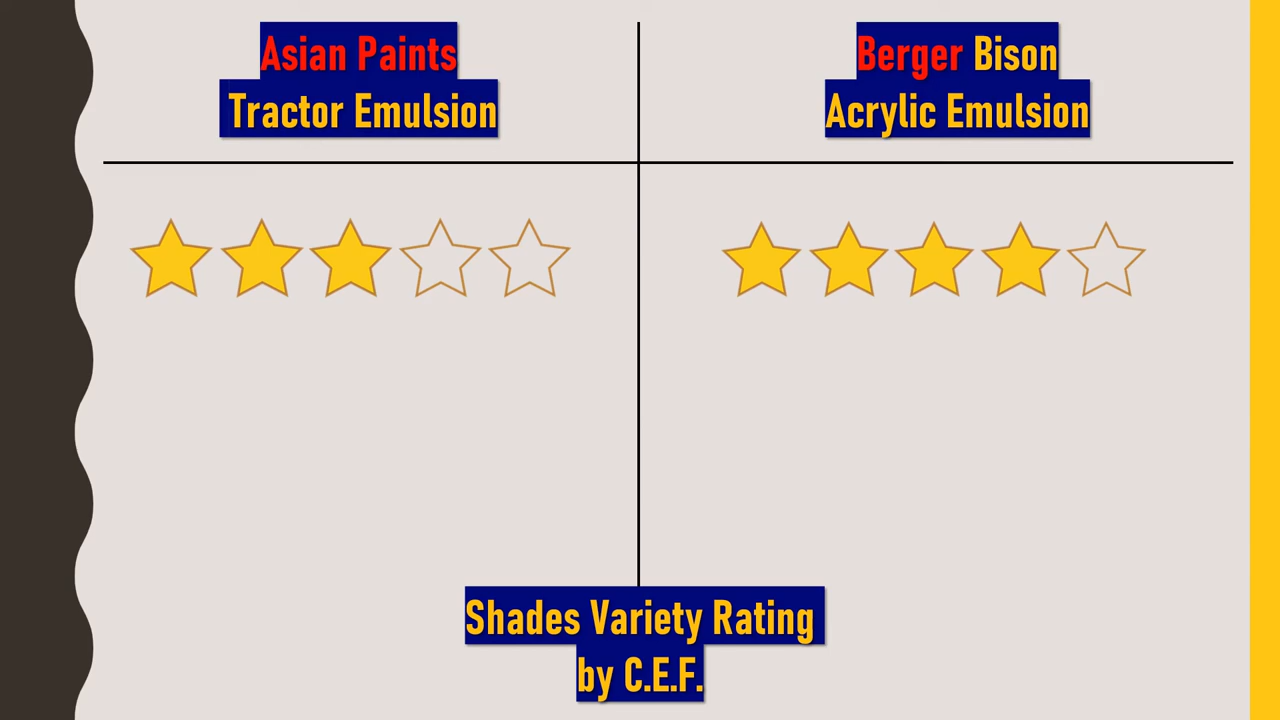 Asian Paints
Tractor Emulsion
Berger Bison
Acrylic Emulsion
Shades Variety Rating
by C.E.F.